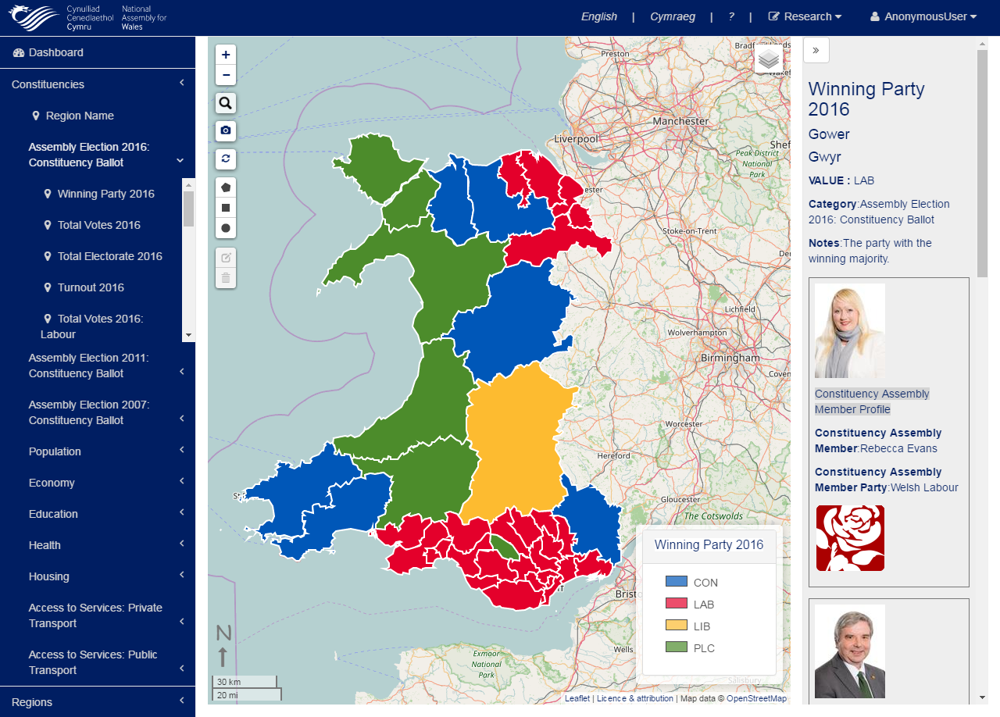 Cynulliad
Cenedlaethol
Cymru
National
Assembly for
Wales
English | Cymraeg | ? | Research AnonymousUser
Dashboard
Constituencies
Region Name
Assembly Election 2016:
Constituency Ballot
Winning Party 2016
Total Votes 2016
Total Electorate 2016
Turnout 2016
Total Votes 2016:
Labour
Assembly Election 2011:
Constituency Ballot
Assembly Election 2007:
Constituency Ballot
Population
Economy
Education
Health
Housing
Access to Services: Private
Transport
Access to Services: Public
Transport
Regions
+
−
Preston
Manchester
Liverpool
Peak District
National
Park
Stoke-on-Trent
Lichfield
Wolverhampton
Birmingham
Worcester
Hereford
Gloucester
The Cotswolds
Wells
Salisbury
Exmoor
National
Park
N
30 km
20 mi
Winning Party 2016
CON
LAB
LIB
PLC
Leaflet | Licence & attribution | Map data © OpenStreetMap
»
Winning Party
2016
Gower
Gwyr
VALUE : LAB
Category:Assembly Election
2016: Constituency Ballot
Notes:The party with the
winning majority.
Constituency Assembly
Member Profile
Constituency Assembly
Member:Rebecca Evans
Constituency Assembly
Member Party:Welsh Labour